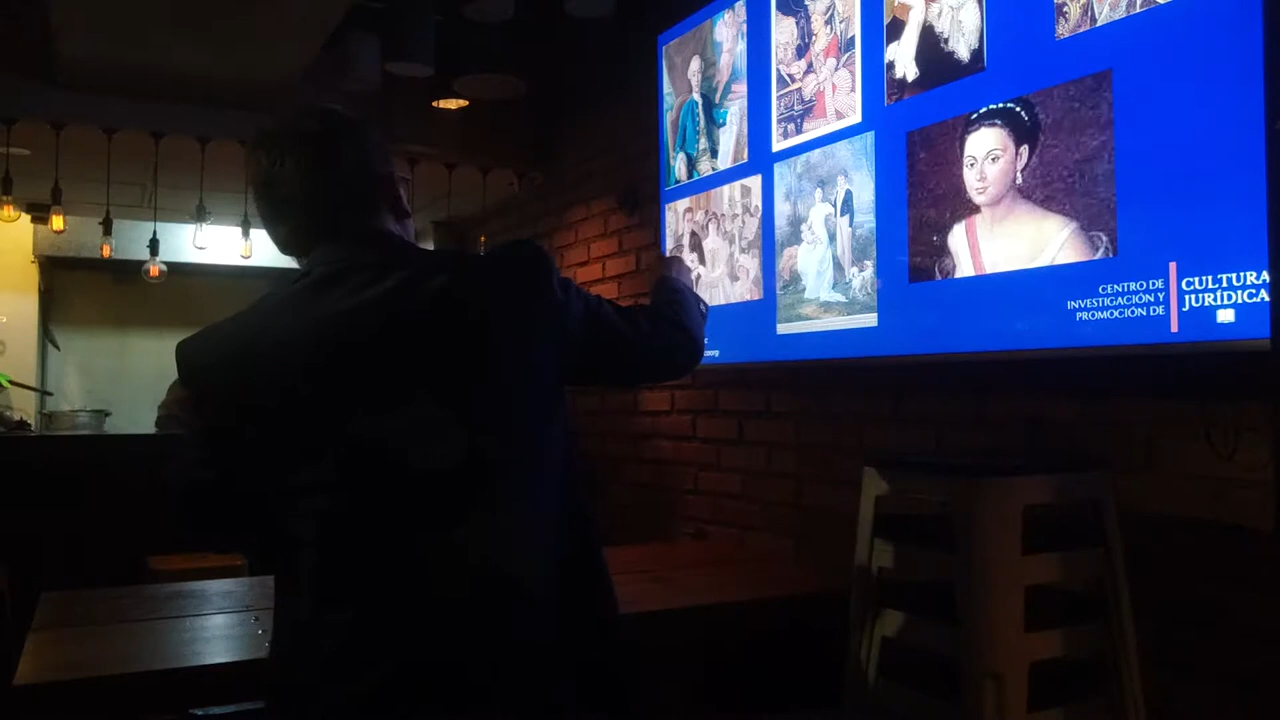 CENTRO DE
INVESTIGACIÓN Y
PROMOCIÓN DE
CULTURA
JURÍDICA